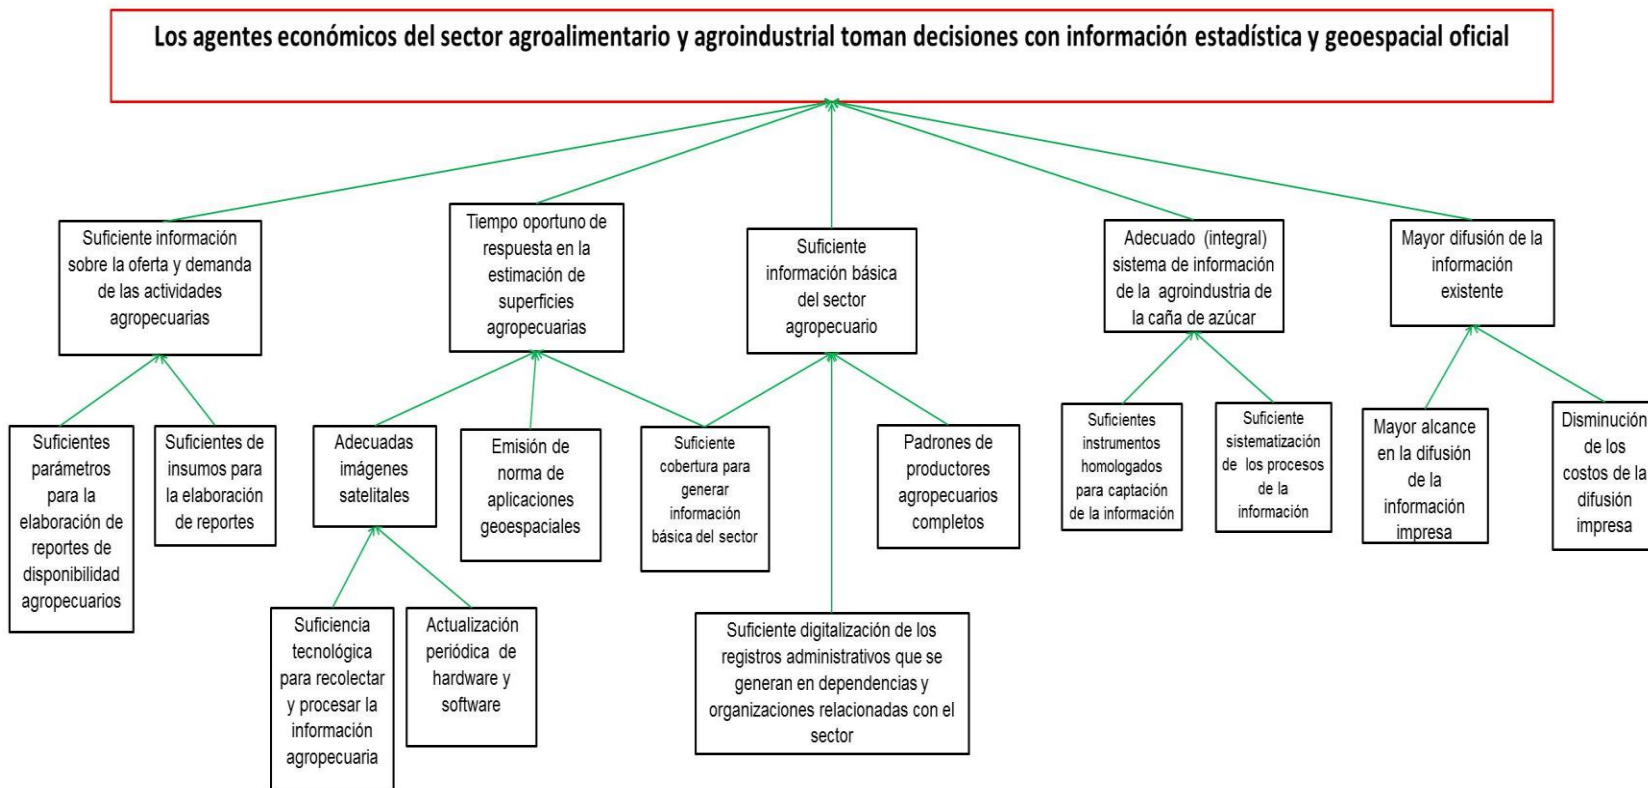 Los agentes económicos del sector agroalimentario y agroindustrial toman decisiones con información estadística y geoespacial oficial
Suficiente información
sobre la oferta y demanda
de las actividades
agropecuarias
Tiempo oportuno de
respuesta en la
estimación de
superficies
agropecuarias
Suficiente
información básica
del sector
agropecuario
Adecuado (integral)
sistema de información
de la agroindustria de
la caña de azúcar
Mayor difusión de la
información
existente
Suficientes
parámetros
para la
elaboración de
reportes de
disponibilidad
agropecuarios
Suficientes de
insumos para
la elaboración
de reportes
Adecuadas
imágenes
satelitales
Emisión de
norma de
aplicaciones
geoespaciales
Suficiente
cobertura para
generar
información
básica del sector
Padrones de
productores
agropecuarios
completos
Suficientes
instrumentos
homologados
para captación
de la información
Suficiente
sistematización
de los procesos
de la
información
Mayor alcance
en la difusión
de la
información
impresa
Disminución
de los
costos de la
difusión
impresa
Suficiencia
tecnológica
para recolectar
y procesar la
información
agropecuaria
Actualización
periódica de
hardware y
software
Suficiente digitalización de los
registros administrativos que se
generan en dependencias y
organizaciones relacionadas con el
sector